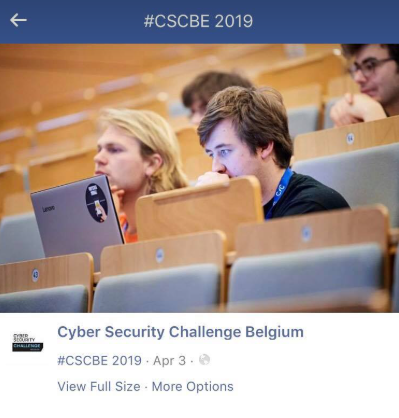 #CSCBE 2019
Lenovo
CYBER
SECURITY
CHALLENGE
Cyber Security Challenge Belgium
#CSCBE 2019 · Apr 3 ·
View Full Size · More Options